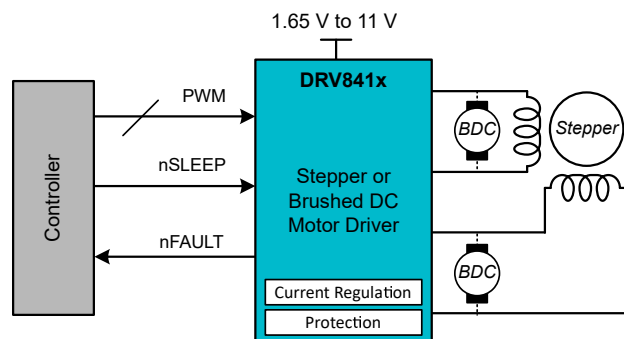 1.65 V to 11 V
DRV841x
Controller
PWM
nSLEEP
nFAULT
Stepper or
Brushed DC
Motor Driver
Current Regulation
Protection
BDC
Stepper
BDC